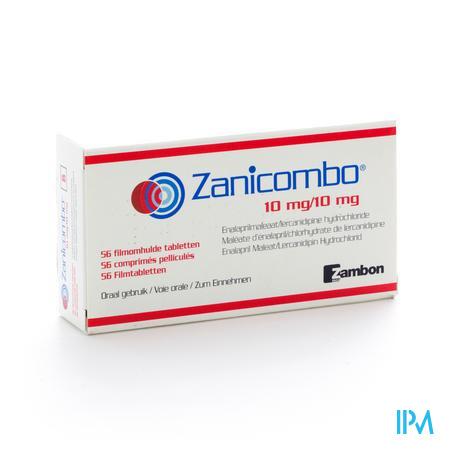 Zanicombo®
10 mg/10 mg
Enalaprilmaleaat/lercanidipine hydrochloride
Maléate d'énalapril/chlorhydrate de lercanidipine
Enalapril Maleat/Lercanidipin Hydrochlorid
56 filmomhulde tabletten
56 comprimés pelliculés
56 Filmtabletten
Oraal gebruik / Voie orale / Zum Einnehmen
Zambon
IPM